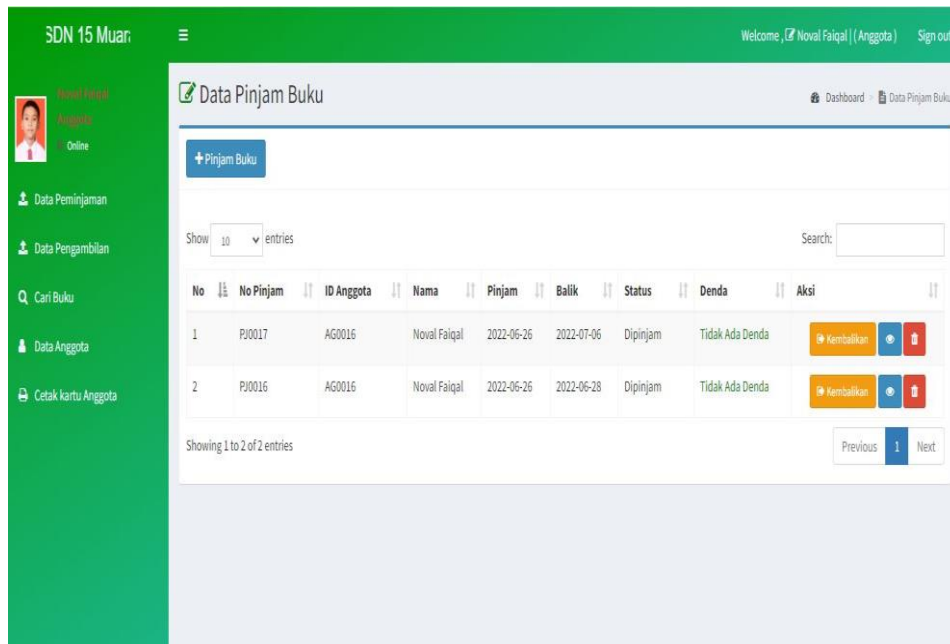 SDN 15 Muar
Welcome , Noval Faiqal | ( Anggota ) Sign out
Noval Faiqal
Anggota
Online
Data Peminjaman
Data Pengambilan
Cari Buku
Data Anggota
Cetak kartu Anggota
Data Pinjam Buku
Dashboard > Data Pinjam Buku
+Pinjam Buku
Show 10 entries Search:
No No Pinjam ID Anggota Nama Pinjam Balik Status Denda Aksi
1 PJ0017 AG0016 Noval Faiqal 2022-06-26 2022-07-06 Dipinjam Tidak Ada Denda Kembalikan
2 PJ0016 AG0016 Noval Faiqal 2022-06-26 2022-06-28 Dipinjam Tidak Ada Denda Kembalikan
Showing 1 to 2 of 2 entries
Previous 1 Next